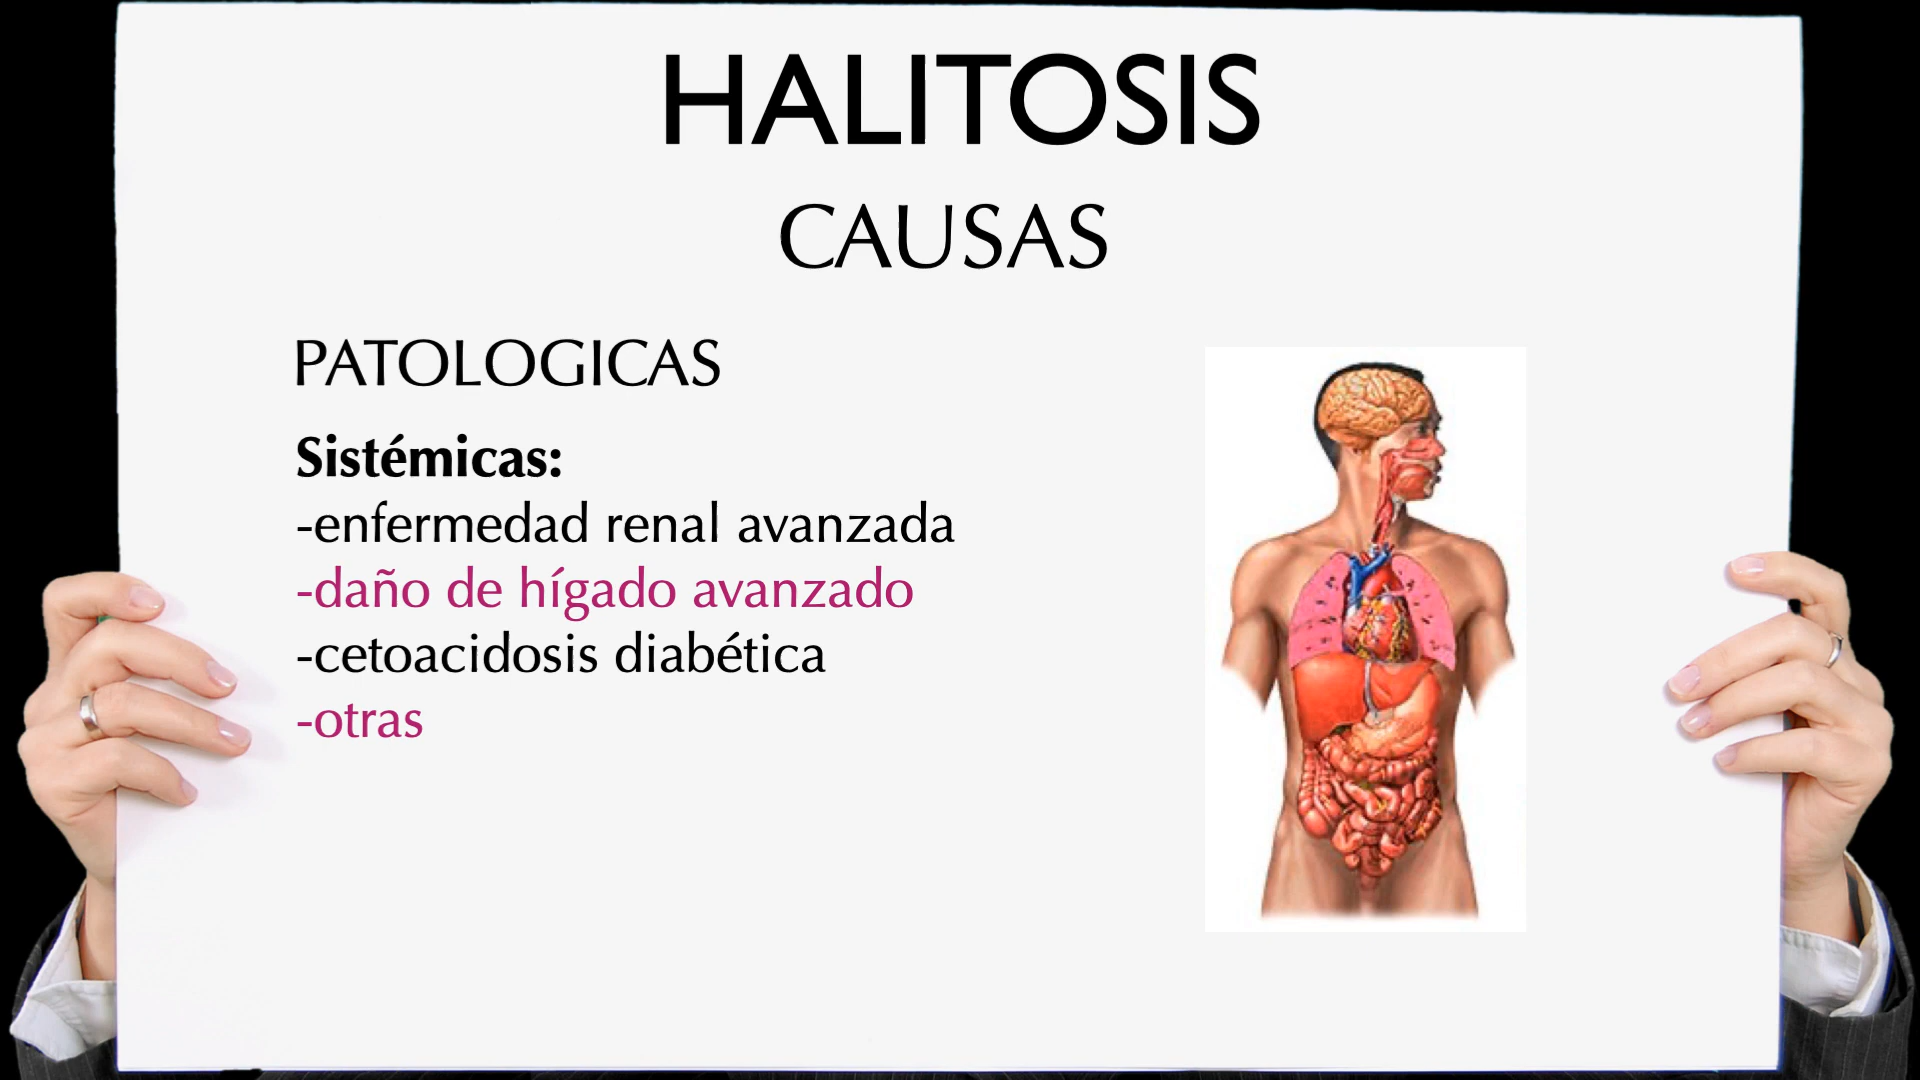 HALITOSIS
CAUSAS
PATOLOGICAS
Sistémicas:
-enfermedad renal avanzada
-daño de hígado avanzado
-cetoacidosis diabética
-otras